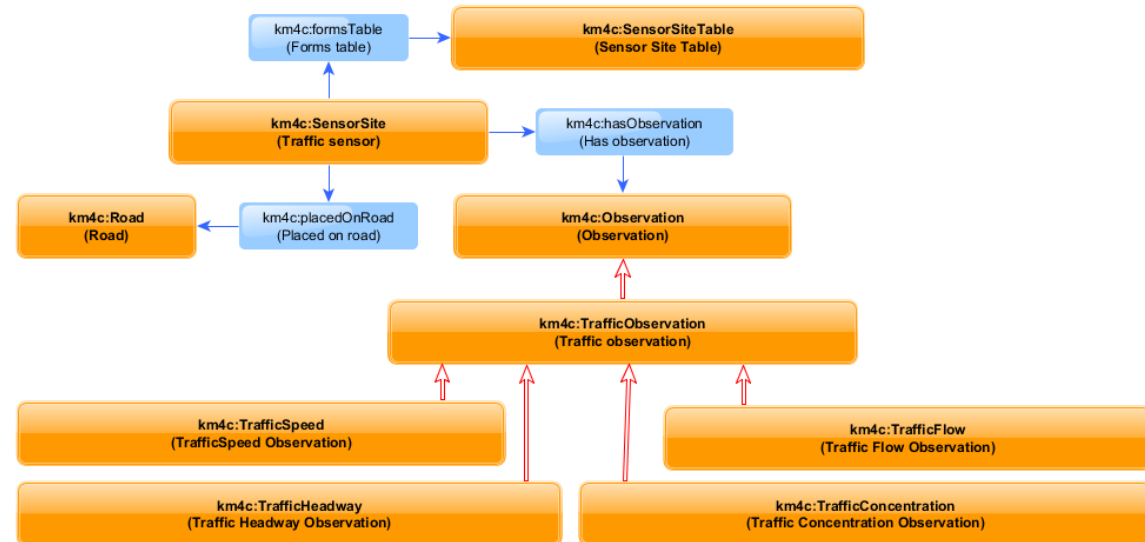 km4c:formsTable
(Forms table)
km4c:SensorSiteTable
(Sensor Site Table)
km4c:SensorSite
(Traffic sensor)
km4c:hasObservation
(Has observation)
km4c:Road
(Road)
km4c:placedOnRoad
(Placed on road)
km4c:Observation
(Observation)
km4c:TrafficObservation
(Traffic observation)
km4c:TrafficSpeed
(TrafficSpeed Observation)
km4c:TrafficFlow
(Traffic Flow Observation)
km4c:TrafficHeadway
(Traffic Headway Observation)
km4c:TrafficConcentration
(Traffic Concentration Observation)